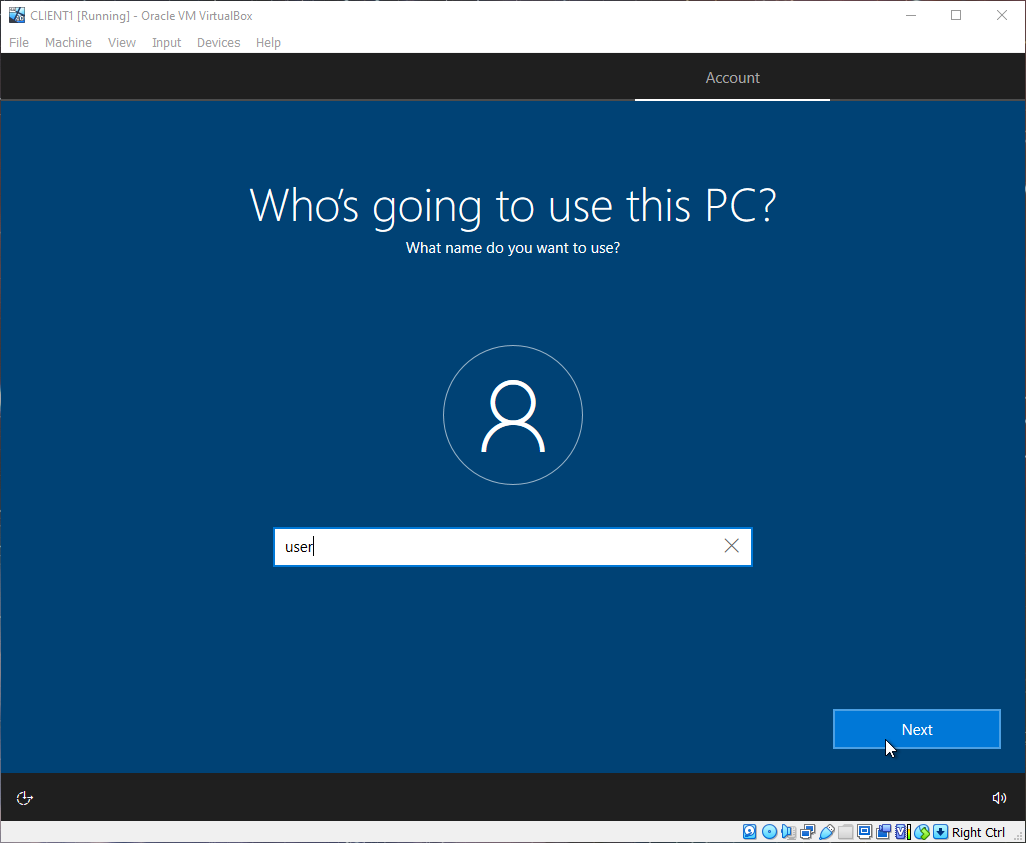 CLIENT1 [Running] - Oracle VM VirtualBox
File Machine View Input Devices Help
Account
Who's going to use this PC?
What name do you want to use?
user
Next
Right Ctrl